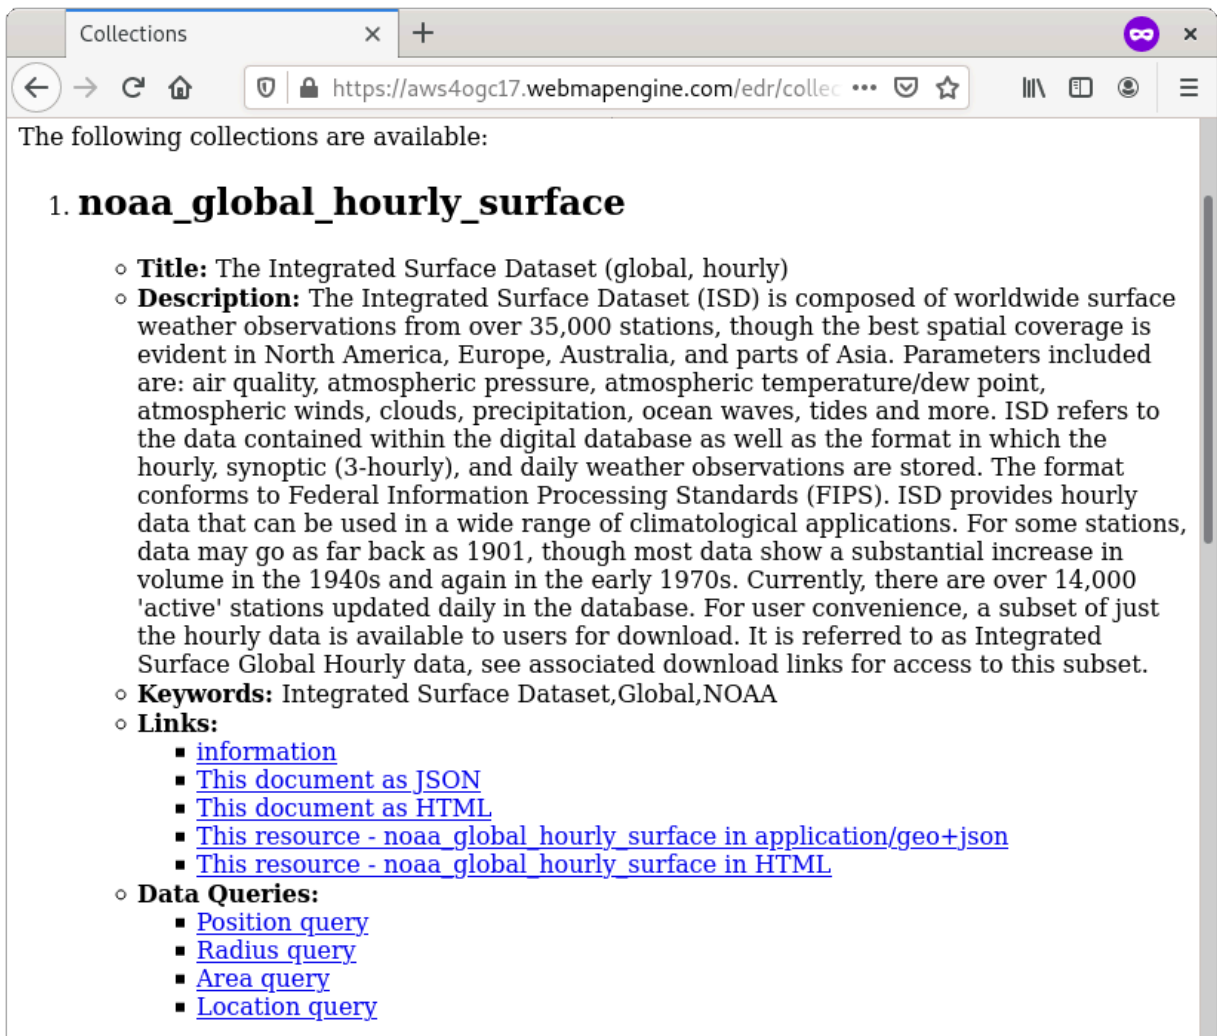 Collections
https://aws4ogc17.webmapengine.com/edr/collec
The following collections are available:
1. noaa_global_hourly_surface
Title: The Integrated Surface Dataset (global, hourly)
Description: The Integrated Surface Dataset (ISD) is composed of worldwide surface
weather observations from over 35,000 stations, though the best spatial coverage is
evident in North America, Europe, Australia, and parts of Asia. Parameters included
are: air quality, atmospheric pressure, atmospheric temperature/dew point,
atmospheric winds, clouds, precipitation, ocean waves, tides and more. ISD refers to
the data contained within the digital database as well as the format in which the
hourly, synoptic (3-hourly), and daily weather observations are stored. The format
conforms to Federal Information Processing Standards (FIPS). ISD provides hourly
data that can be used in a wide range of climatological applications. For some stations,
data may go as far back as 1901, though most data show a substantial increase in
volume in the 1940s and again in the early 1970s. Currently, there are over 14,000
'active' stations updated daily in the database. For user convenience, a subset of just
the hourly data is available to users for download. It is referred to as Integrated
Surface Global Hourly data, see associated download links for access to this subset.
Keywords: Integrated Surface Dataset,Global,NOAA
Links:
information
This document as JSON
This document as HTML
This resource - noaa_global_hourly_surface in application/geo+json
This resource - noaa_global_hourly_surface in HTML
Data Queries:
Position query
Radius query
Area query
Location query